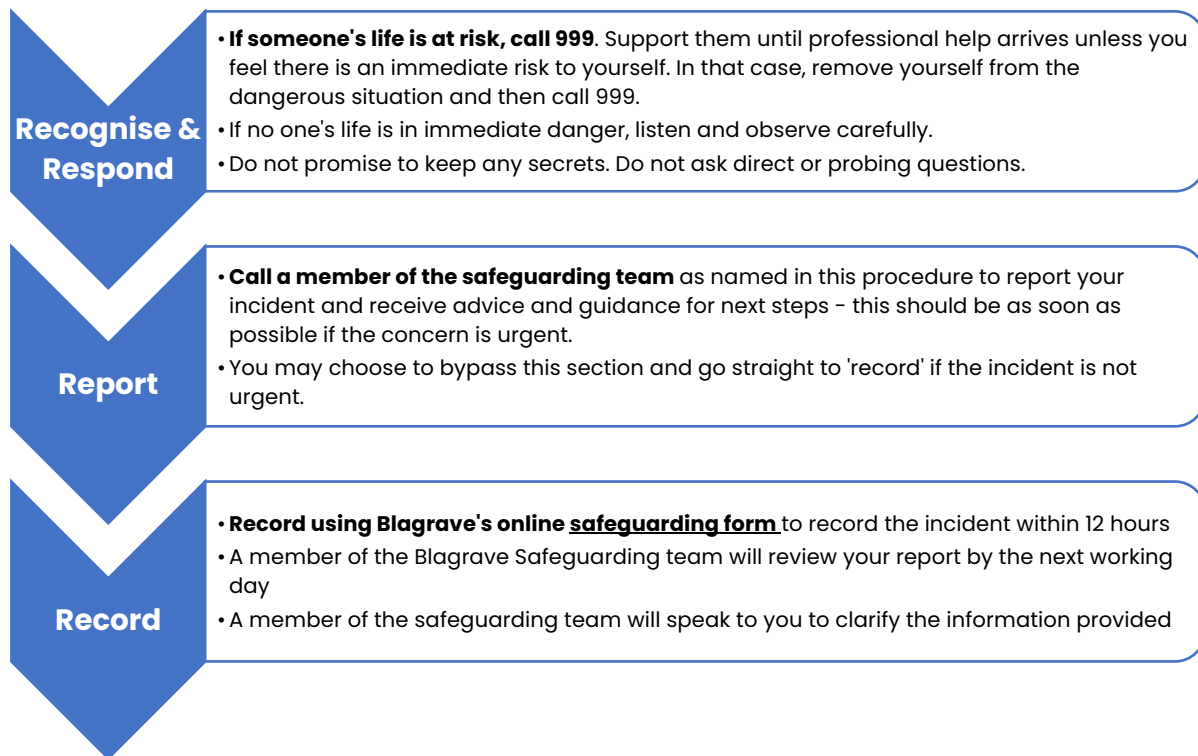 Recognise &
Respond
• If someone's life is at risk, call 999. Support them until professional help arrives unless you
feel there is an immediate risk to yourself. In that case, remove yourself from the
dangerous situation and then call 999.
• If no one's life is in immediate danger, listen and observe carefully.
• Do not promise to keep any secrets. Do not ask direct or probing questions.
Report
• Call a member of the safeguarding team as named in this procedure to report your
incident and receive advice and guidance for next steps - this should be as soon as
possible if the concern is urgent.
• You may choose to bypass this section and go straight to 'record' if the incident is not
urgent.
Record
• Record using Blagrave's online safeguarding form to record the incident within 12 hours
• A member of the Blagrave Safeguarding team will review your report by the next working
day
• A member of the safeguarding team will speak to you to clarify the information provided